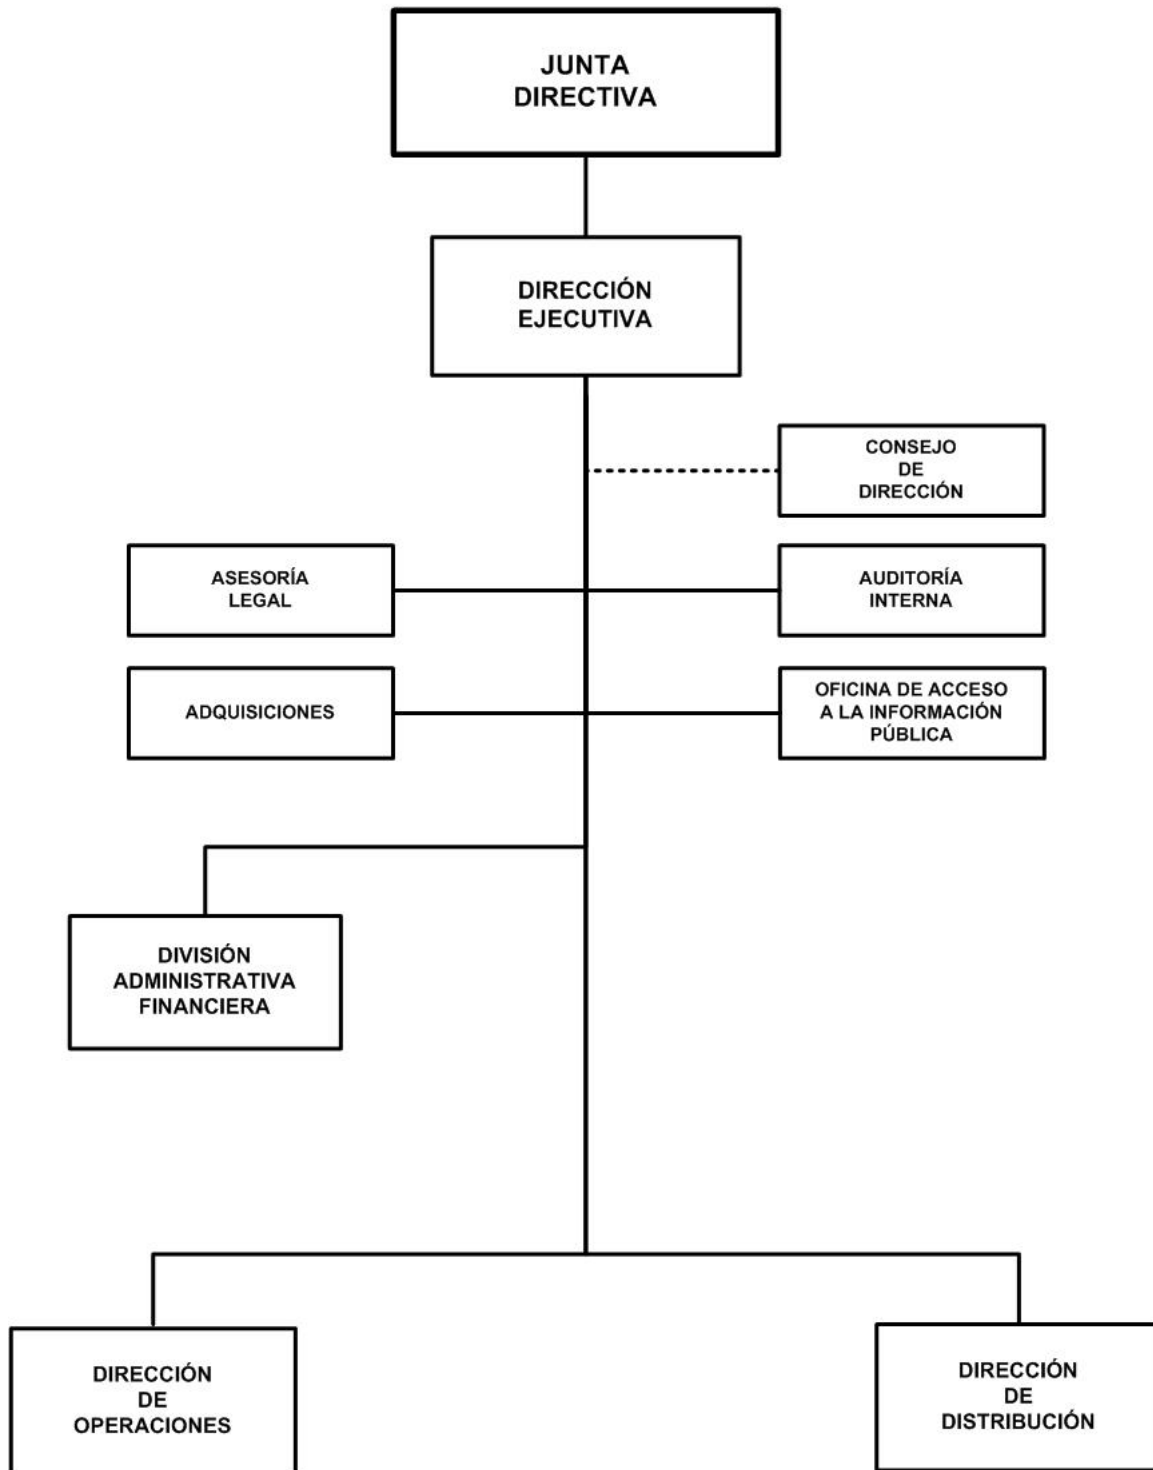 JUNTA
DIRECTIVA
DIRECCIÓN
EJECUTIVA
CONSEJO
DE
DIRECCIÓN
ASESORÍA
LEGAL
AUDITORÍA
INTERNA
ADQUISICIONES
OFICINA DE ACCESO
A LA INFORMACIÓN
PÚBLICA
DIVISIÓN
ADMINISTRATIVA
FINANCIERA
DIRECCIÓN
DE
OPERACIONES
DIRECCIÓN
DE
DISTRIBUCIÓN